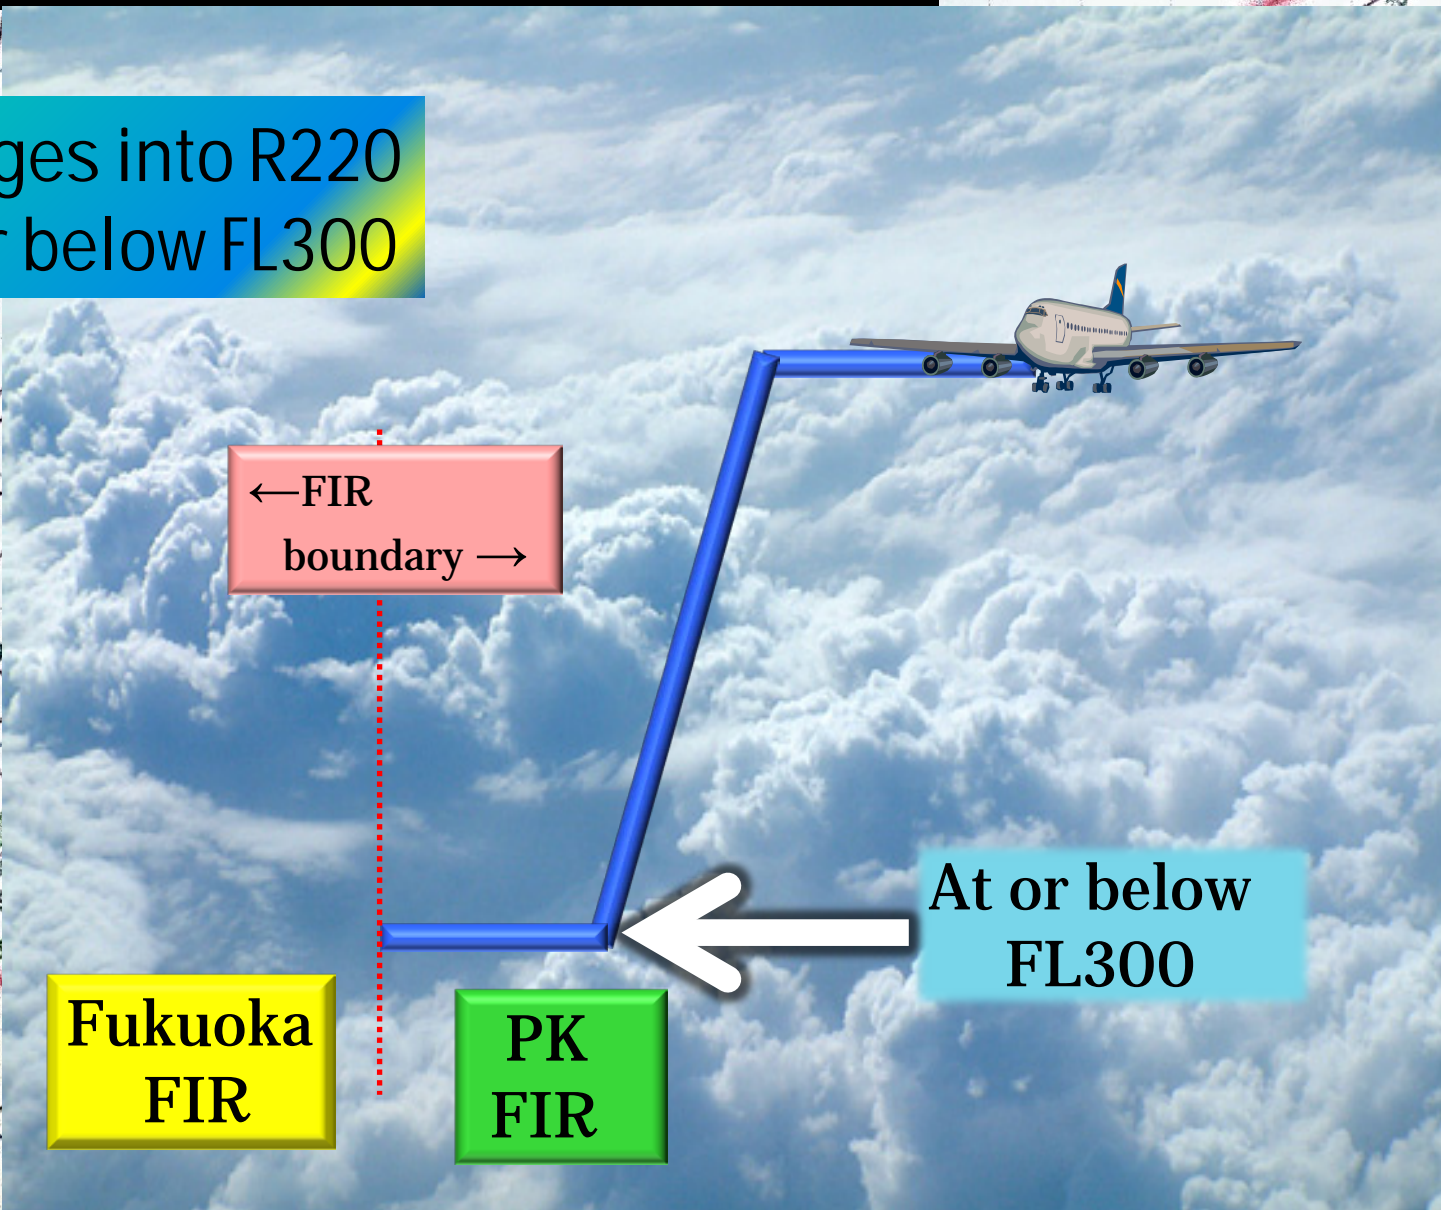 ges into R220
r below FL300
←FIR
boundary →
At or below
FL300
Fukuoka
FIR
PK
FIR